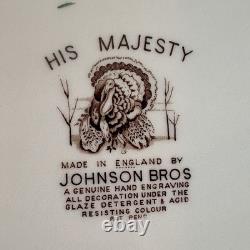 HIS MAJESTY
MADE IN ENGLAND BY
JOHNSON BROS
A GENUINE HAND ENGRAVING
ALL DECORATION UNDER THE
GLAZE DETERGENT & ACID
RESISTING COLOUR
ebay